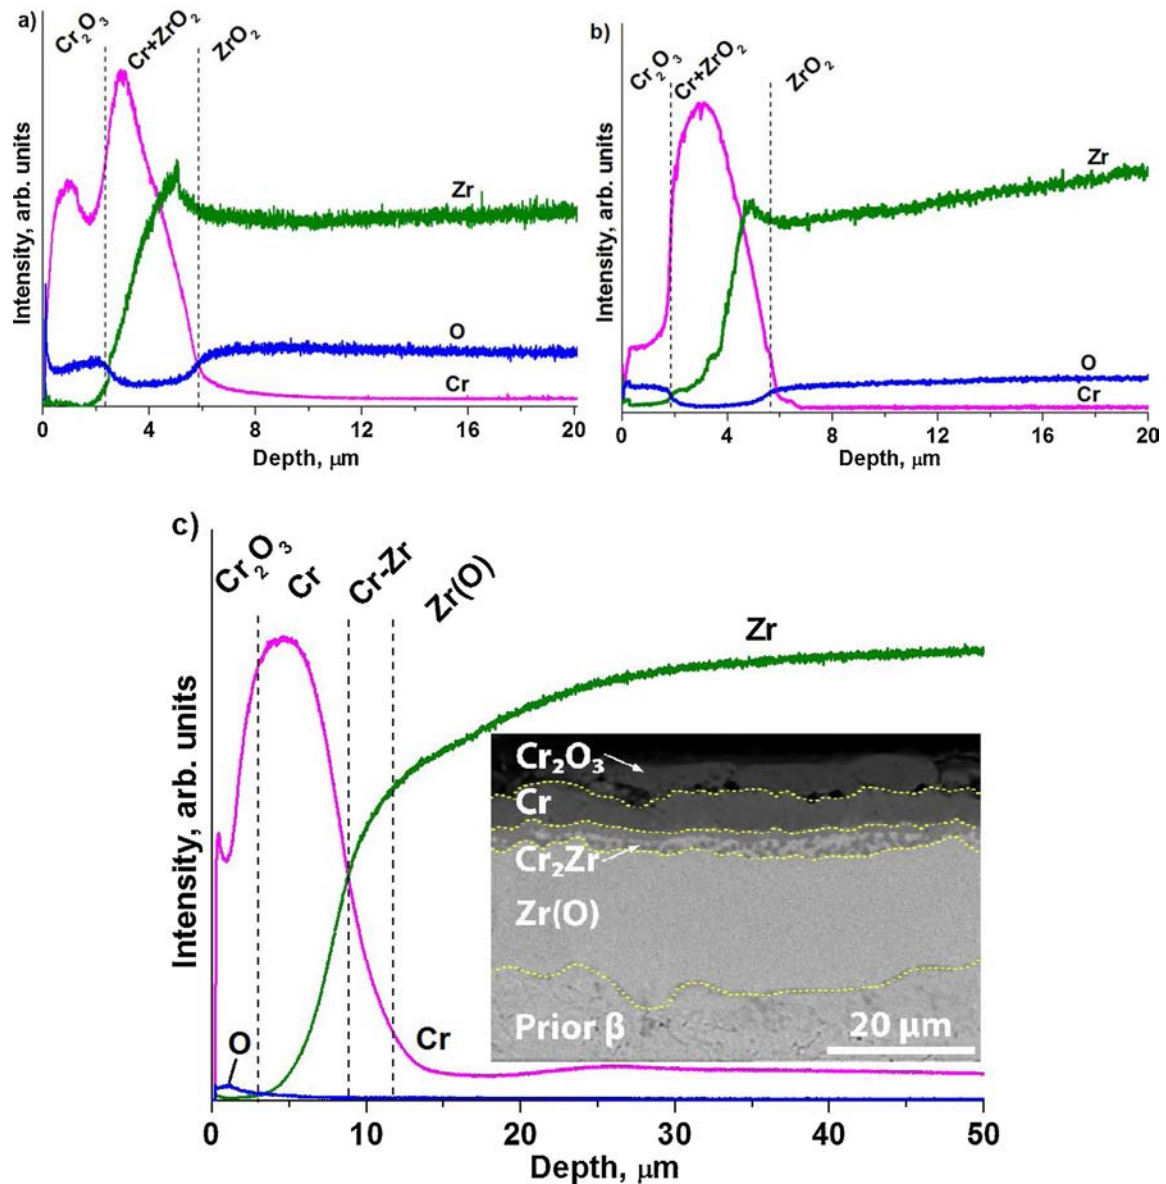 a)
Cr₂O₃
Cr+ZrO₂
ZrO₂
Intensity, arb. units
Zr
O
Cr
0 4 8 12 16 20
Depth, μm
b)
Cr₂O₃
Cr+ZrO₂
ZrO₂
Intensity, arb. units
Zr
O
Cr
0 4 8 12 16 20
Depth, μm
c)
Cr₂O₃
Cr
Cr-Zr
Zr(O)
Intensity, arb. units
Zr
O
Cr
Cr₂O₃
Cr
Cr₂Zr
Zr(O)
Prior β
20 μm
0 10 20 30 40 50
Depth, μm